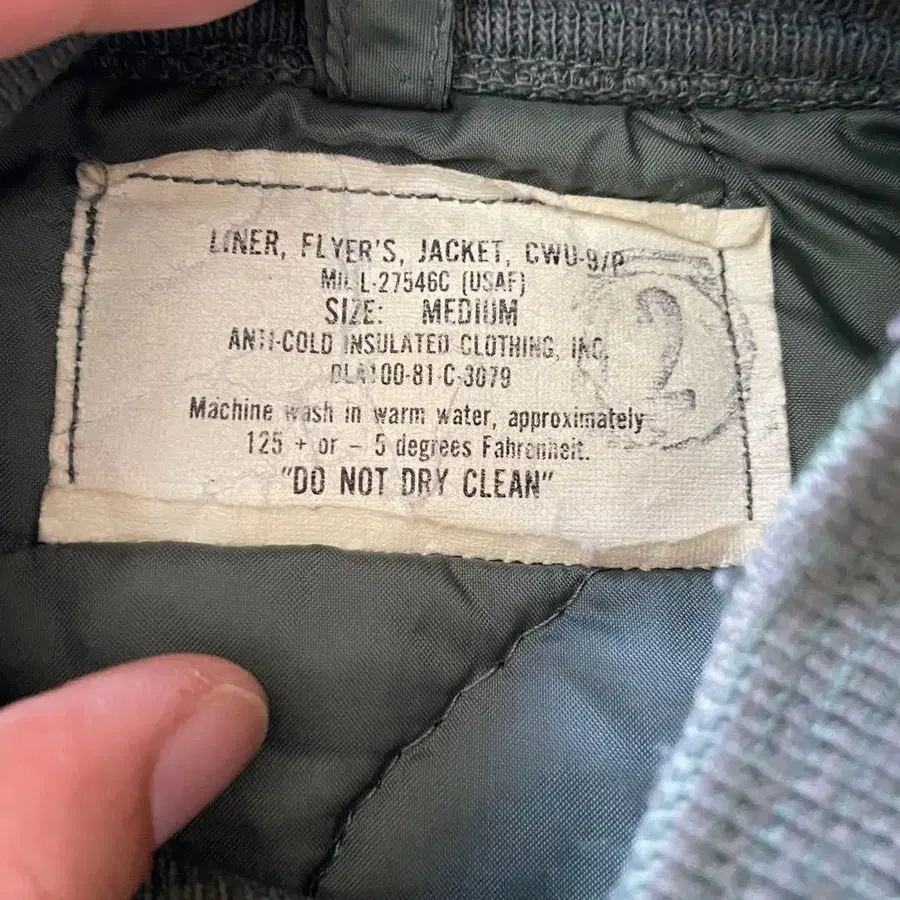 LINER, FLYER'S, JACKET, CWU-9/P
MIL-L-27546C (USAF)
SIZE: MEDIUM
ANTI-COLD INSULATED CLOTHING, INC.
DLA100-81-C-3079
Machine wash in warm water, approximately
125 + or - 5 degrees Fahrenheit.
"DO NOT DRY CLEAN"
2